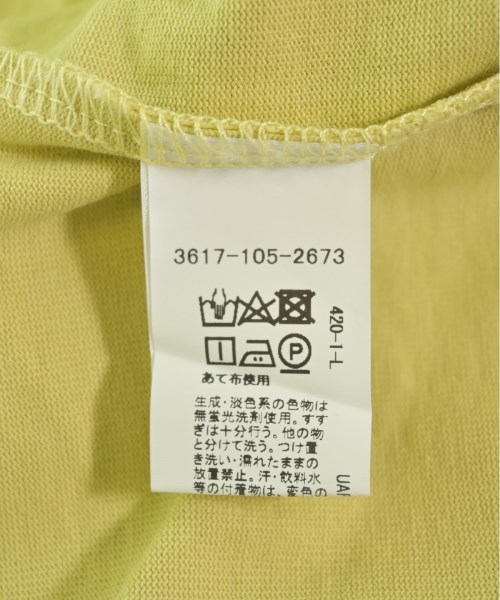 3617-105-2673
P
あて布使用
420-1-L
生成・淡色系の色物は
無蛍光洗剤使用。すす
ぎは十分行う。他の物
と分けて洗う。つけ置
き洗い・濡れたままの
放置禁止。汗・飲料水
等の付着物は、変色の
UAF